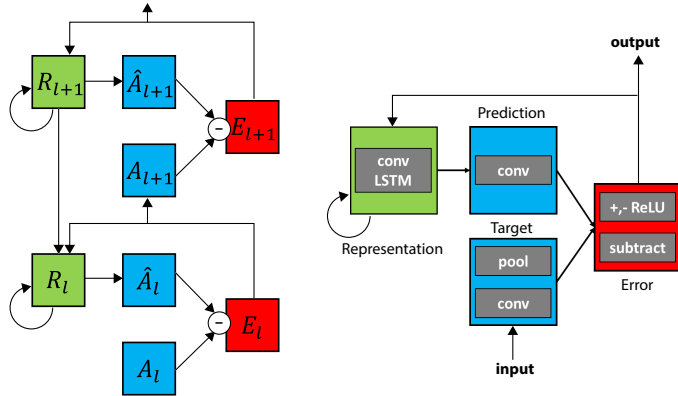 R_{l+1}
Â_{l+1}
-
E_{l+1}
A_{l+1}
R_l
Â_l
-
E_l
A_l
output
Prediction
conv
LSTM
conv
+,- ReLU
subtract
Representation
Target
pool
conv
Error
input